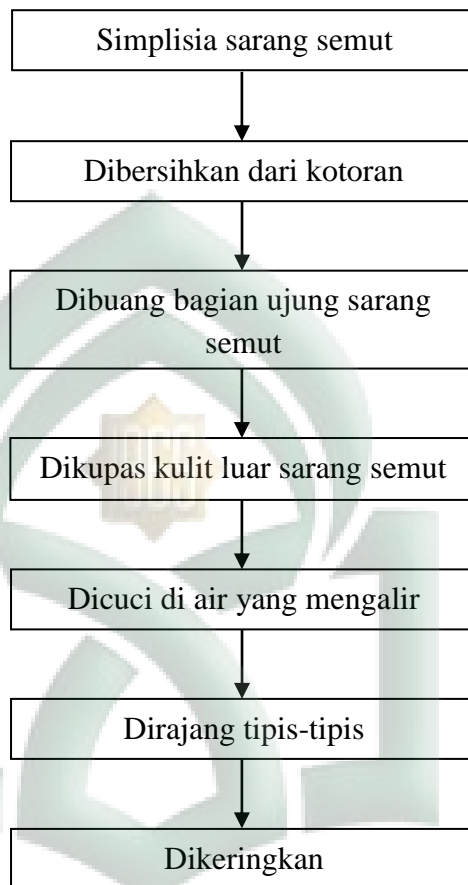 Simplisia sarang semut
Dibersihkan dari kotoran
Dibuang bagian ujung sarang
semut
Dikupas kulit luar sarang semut
Dicuci di air yang mengalir
Dirajang tipis-tipis
Dikeringkan